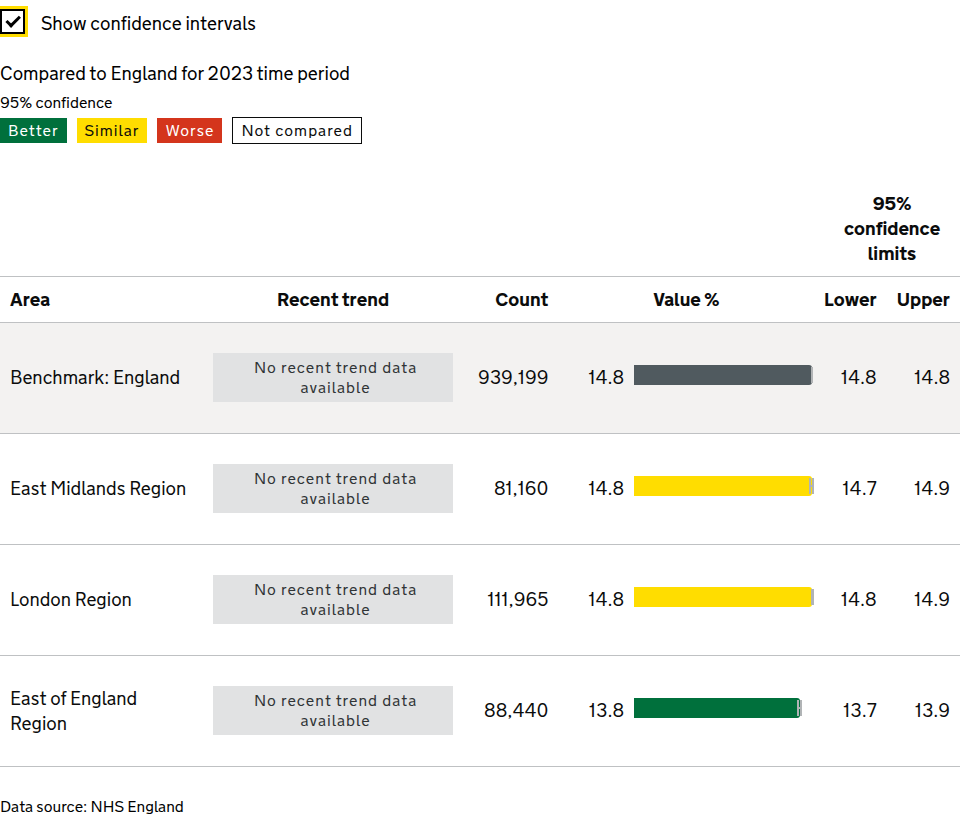 Show confidence intervals
Compared to England for 2023 time period
95% confidence
Better Similar Worse Not compared
95%
confidence
limits
Area Recent trend Count Value % Lower Upper
Benchmark: England No recent trend data available 939,199 14.8 14.8 14.8
East Midlands Region No recent trend data available 81,160 14.8 14.7 14.9
London Region No recent trend data available 111,965 14.8 14.8 14.9
East of England Region No recent trend data available 88,440 13.8 13.7 13.9
Data source: NHS England